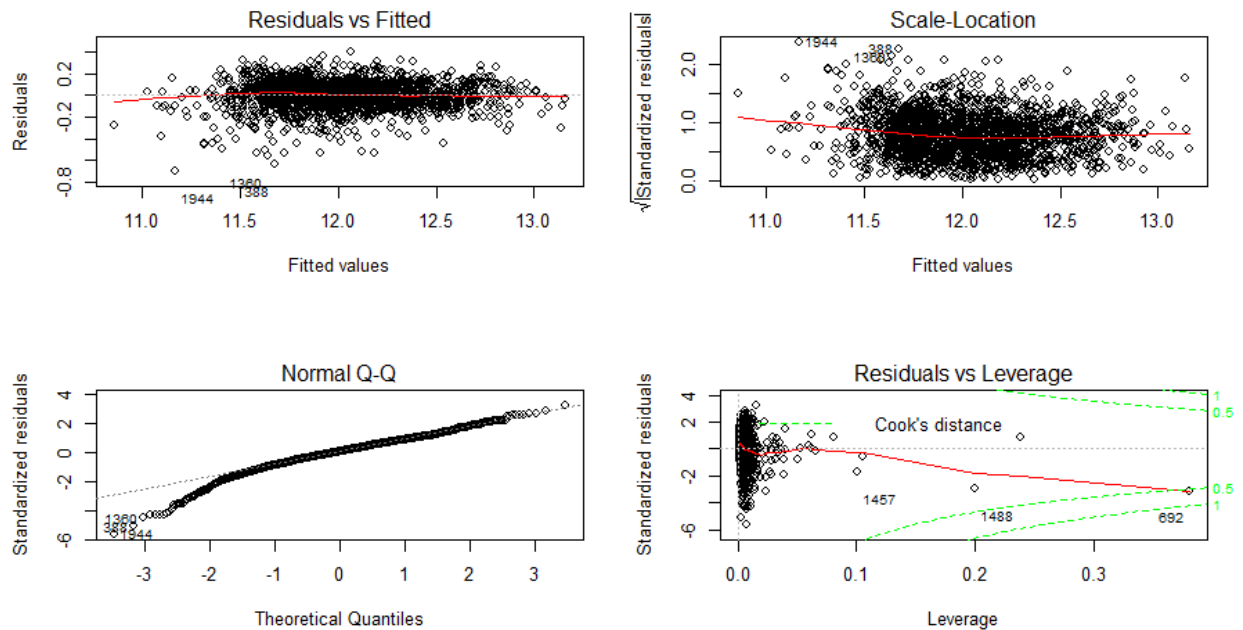 Residuals vs Fitted
Residuals
0.2
-0.2
-0.8
1360
388
1944
11.0 11.5 12.0 12.5 13.0
Fitted values
Scale-Location
√|Standardized residuals|
2.0
1.0
0.0
1944
388
1360
11.0 11.5 12.0 12.5 13.0
Fitted values
Normal Q-Q
Standardized residuals
4
2
0
-2
-6
1360
388
1944
-3 -2 -1 0 1 2 3
Theoretical Quantiles
Residuals vs Leverage
Standardized residuals
4
2
-2
-6
Cook's distance
1
0.5
0.5
1
1457
1488
692
0.0 0.1 0.2 0.3
Leverage